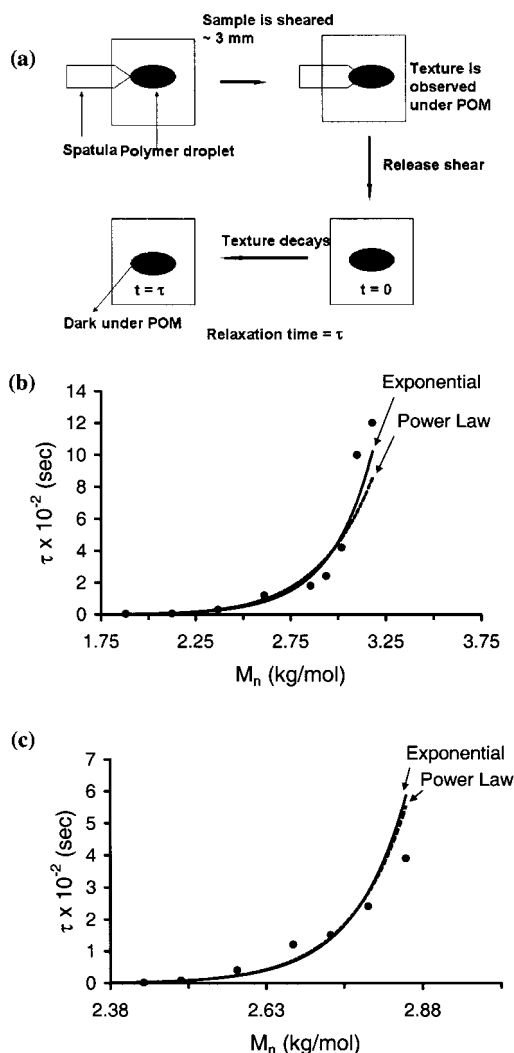 (a)
Sample is sheared
~ 3 mm
Texture is
observed
under POM
Spatula
Polymer droplet
Release shear
Texture decays
t = τ
t = 0
Dark under POM
Relaxation time = τ
(b)
14
12
10
8
6
4
2
0
τ x 10⁻² (sec)
Exponential
Power Law
1.75
2.25
2.75
3.25
3.75
Mₙ (kg/mol)
(c)
7
6
5
4
3
2
1
0
τ x 10⁻² (sec)
Exponential
Power Law
2.38
2.63
2.88
Mₙ (kg/mol)